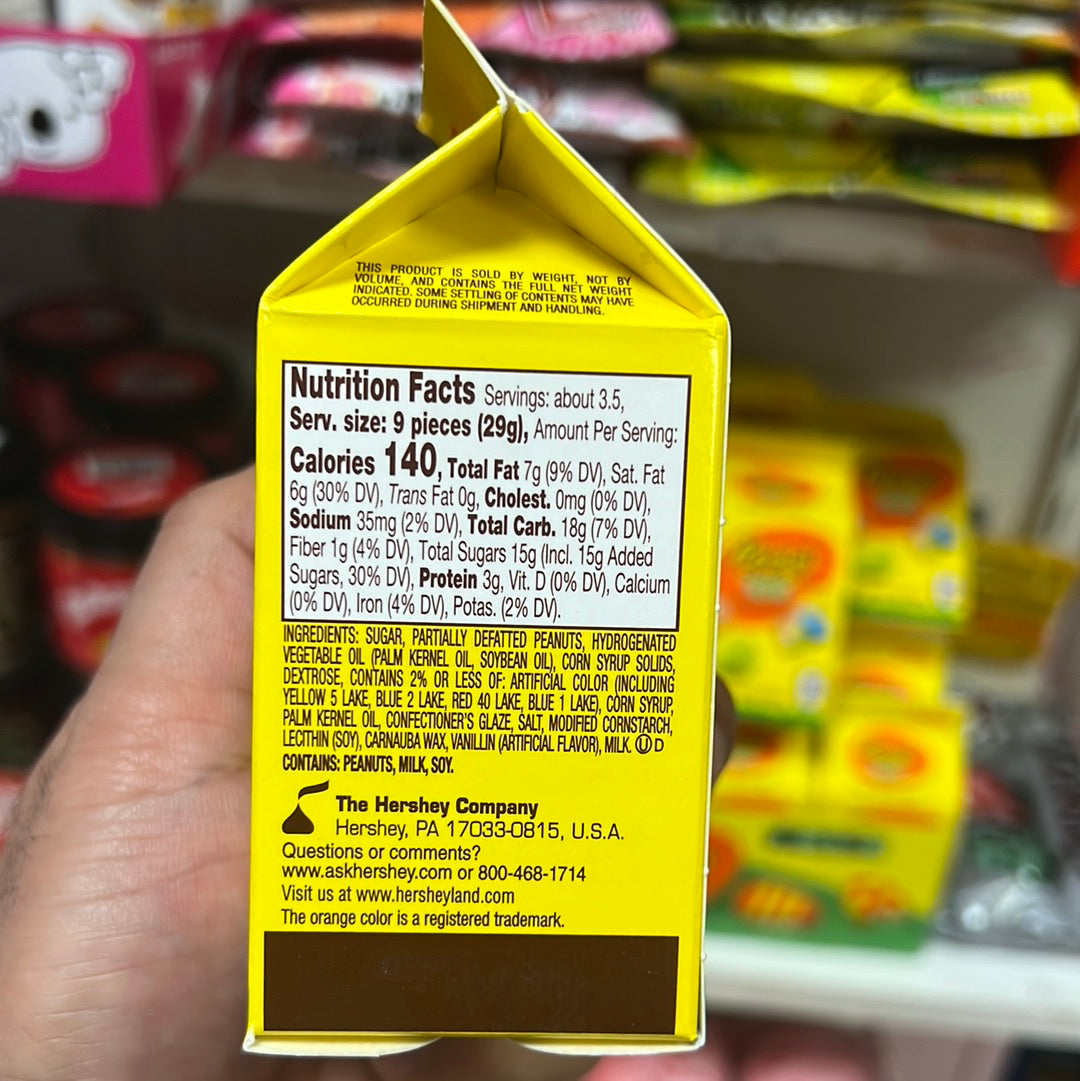 THIS PRODUCT IS SOLD BY WEIGHT, NOT BY
VOLUME, AND CONTAINS THE FULL NET WEIGHT
INDICATED. SOME SETTLING OF CONTENTS MAY HAVE
OCCURRED DURING SHIPMENT AND HANDLING.
Nutrition Facts Servings: about 3.5,
Serv. size: 9 pieces (29g), Amount Per Serving:
Calories 140, Total Fat 7g (9% DV), Sat. Fat
6g (30% DV), Trans Fat 0g, Cholest. 0mg (0% DV),
Sodium 35mg (2% DV), Total Carb. 18g (7% DV),
Fiber 1g (4% DV), Total Sugars 15g (Incl. 15g Added
Sugars, 30% DV), Protein 3g, Vit. D (0% DV), Calcium
(0% DV), Iron (4% DV), Potas. (2% DV).
INGREDIENTS: SUGAR, PARTIALLY DEFATTED PEANUTS, HYDROGENATED
VEGETABLE OIL (PALM KERNEL OIL, SOYBEAN OIL), CORN SYRUP SOLIDS,
DEXTROSE, CONTAINS 2% OR LESS OF: ARTIFICIAL COLOR (INCLUDING
YELLOW 5 LAKE, BLUE 2 LAKE, RED 40 LAKE, BLUE 1 LAKE), CORN SYRUP,
PALM KERNEL OIL, CONFECTIONER'S GLAZE, SALT, MODIFIED CORNSTARCH,
LECITHIN (SOY), CARNAUBA WAX, VANILLIN (ARTIFICIAL FLAVOR), MILK. Ⓤ D
CONTAINS: PEANUTS, MILK, SOY.
The Hershey Company
Hershey, PA 17033-0815, U.S.A.
Questions or comments?
www.askhershey.com or 800-468-1714
Visit us at www.hersheyland.com
The orange color is a registered trademark.